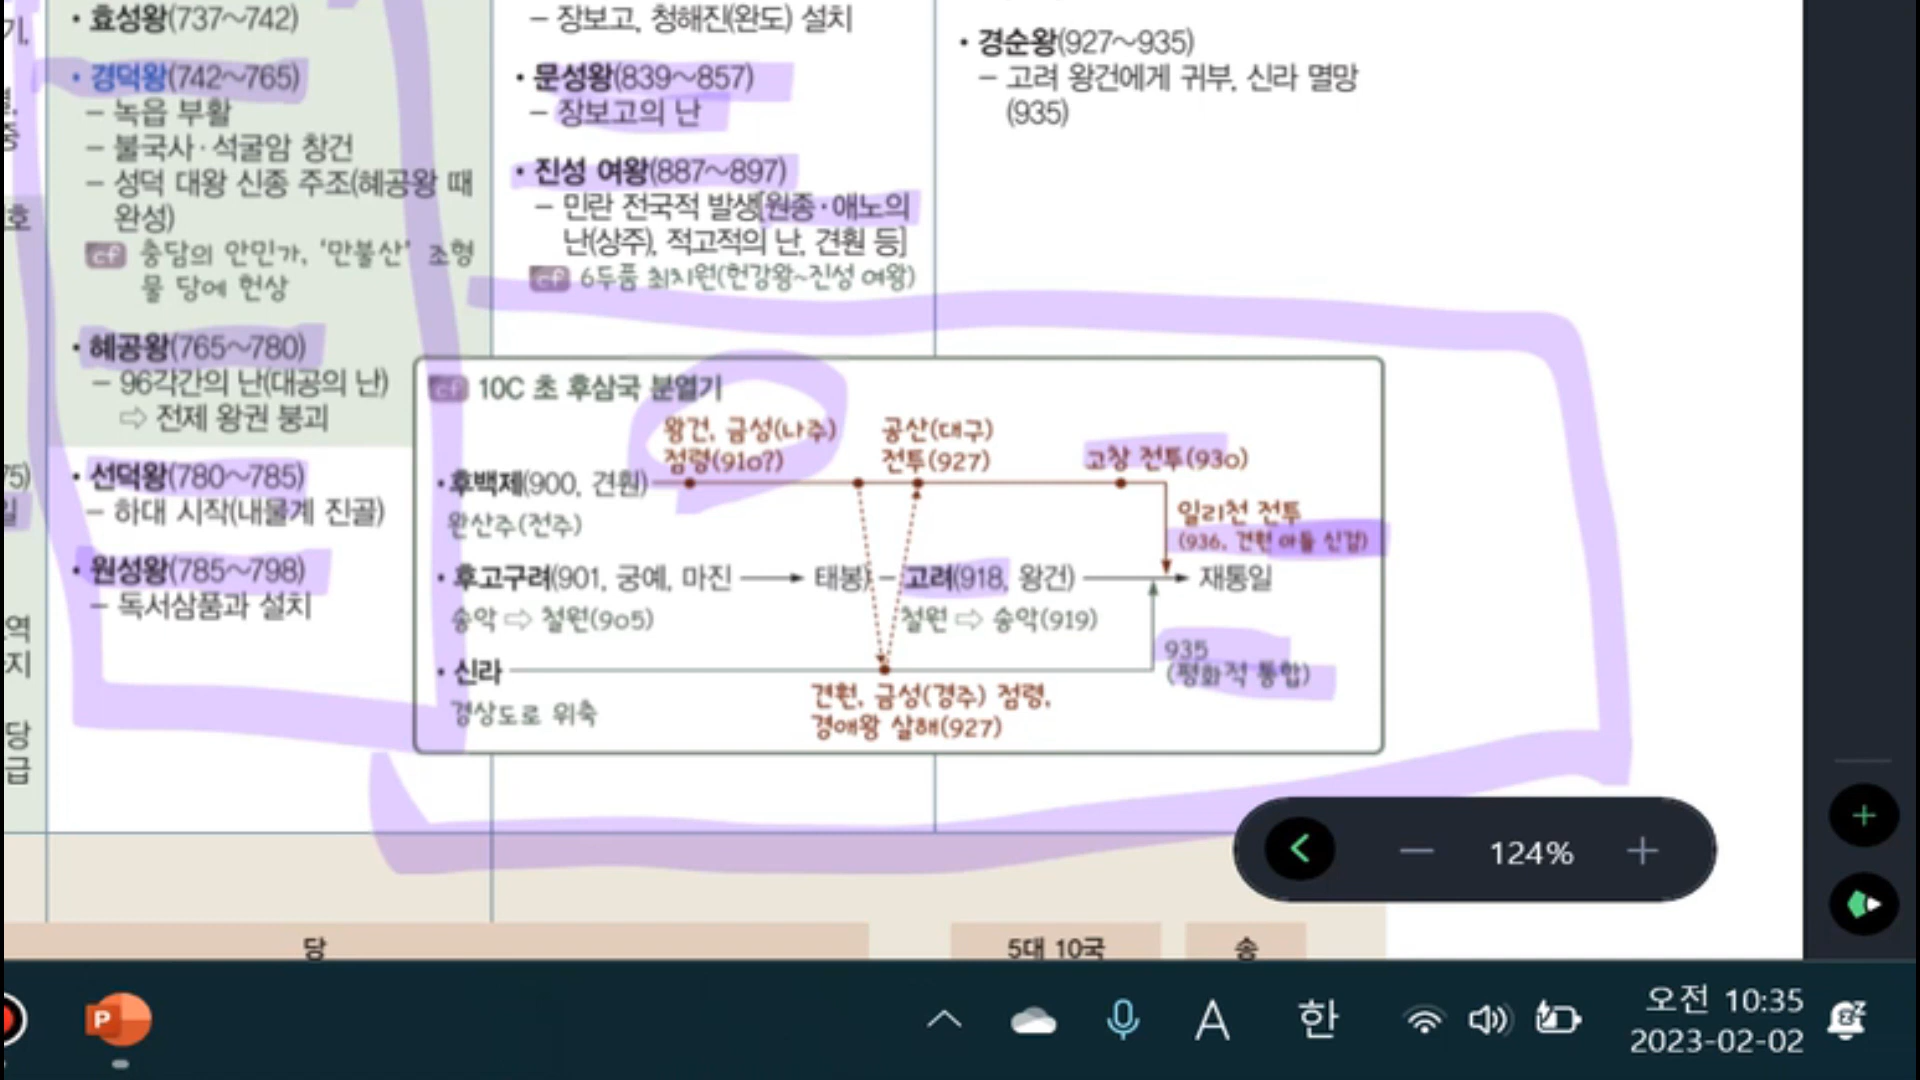 기,
중
호
75)
일
역
지
당
급
• 효성왕(737~742)
• 경덕왕(742~765)
– 녹읍 부활
– 불국사·석굴암 창건
– 성덕 대왕 신종 주조(혜공왕 때
완성)
cf 충담의 안민가, '만불산' 조형
물 당에 헌상
• 혜공왕(765~780)
– 96각간의 난(대공의 난)
⇨ 전제 왕권 붕괴
• 선덕왕(780~785)
– 하대 시작(내물계 진골)
• 원성왕(785~798)
– 독서삼품과 설치
– 장보고, 청해진(완도) 설치
• 문성왕(839~857)
– 장보고의 난
• 진성 여왕(887~897)
– 민란 전국적 발생[원종·애노의
난(상주), 적고적의 난, 견훤 등]
cf 6두품 최치원(헌강왕~진성 여왕)
• 경순왕(927~935)
– 고려 왕건에게 귀부, 신라 멸망
(935)
cf 10C 초 후삼국 분열기
왕건, 금성(나주)
점령(910?)
공산(대구)
전투(927)
고창 전투(930)
• 후백제(900, 견훤)
완산주(전주)
일리천 전투
(936, 견훤 아들 신검)
• 후고구려(901, 궁예, 마진 → 태봉) – 고려(918, 왕건) → 재통일
송악 ⇨ 철원(905)
철원 ⇨ 송악(919)
935
(평화적 통합)
• 신라
경상도로 위축
견훤, 금성(경주) 점령,
경애왕 살해(927)
124%
당
5대 10국
송
P
A
한
오전 10:35
2023-02-02